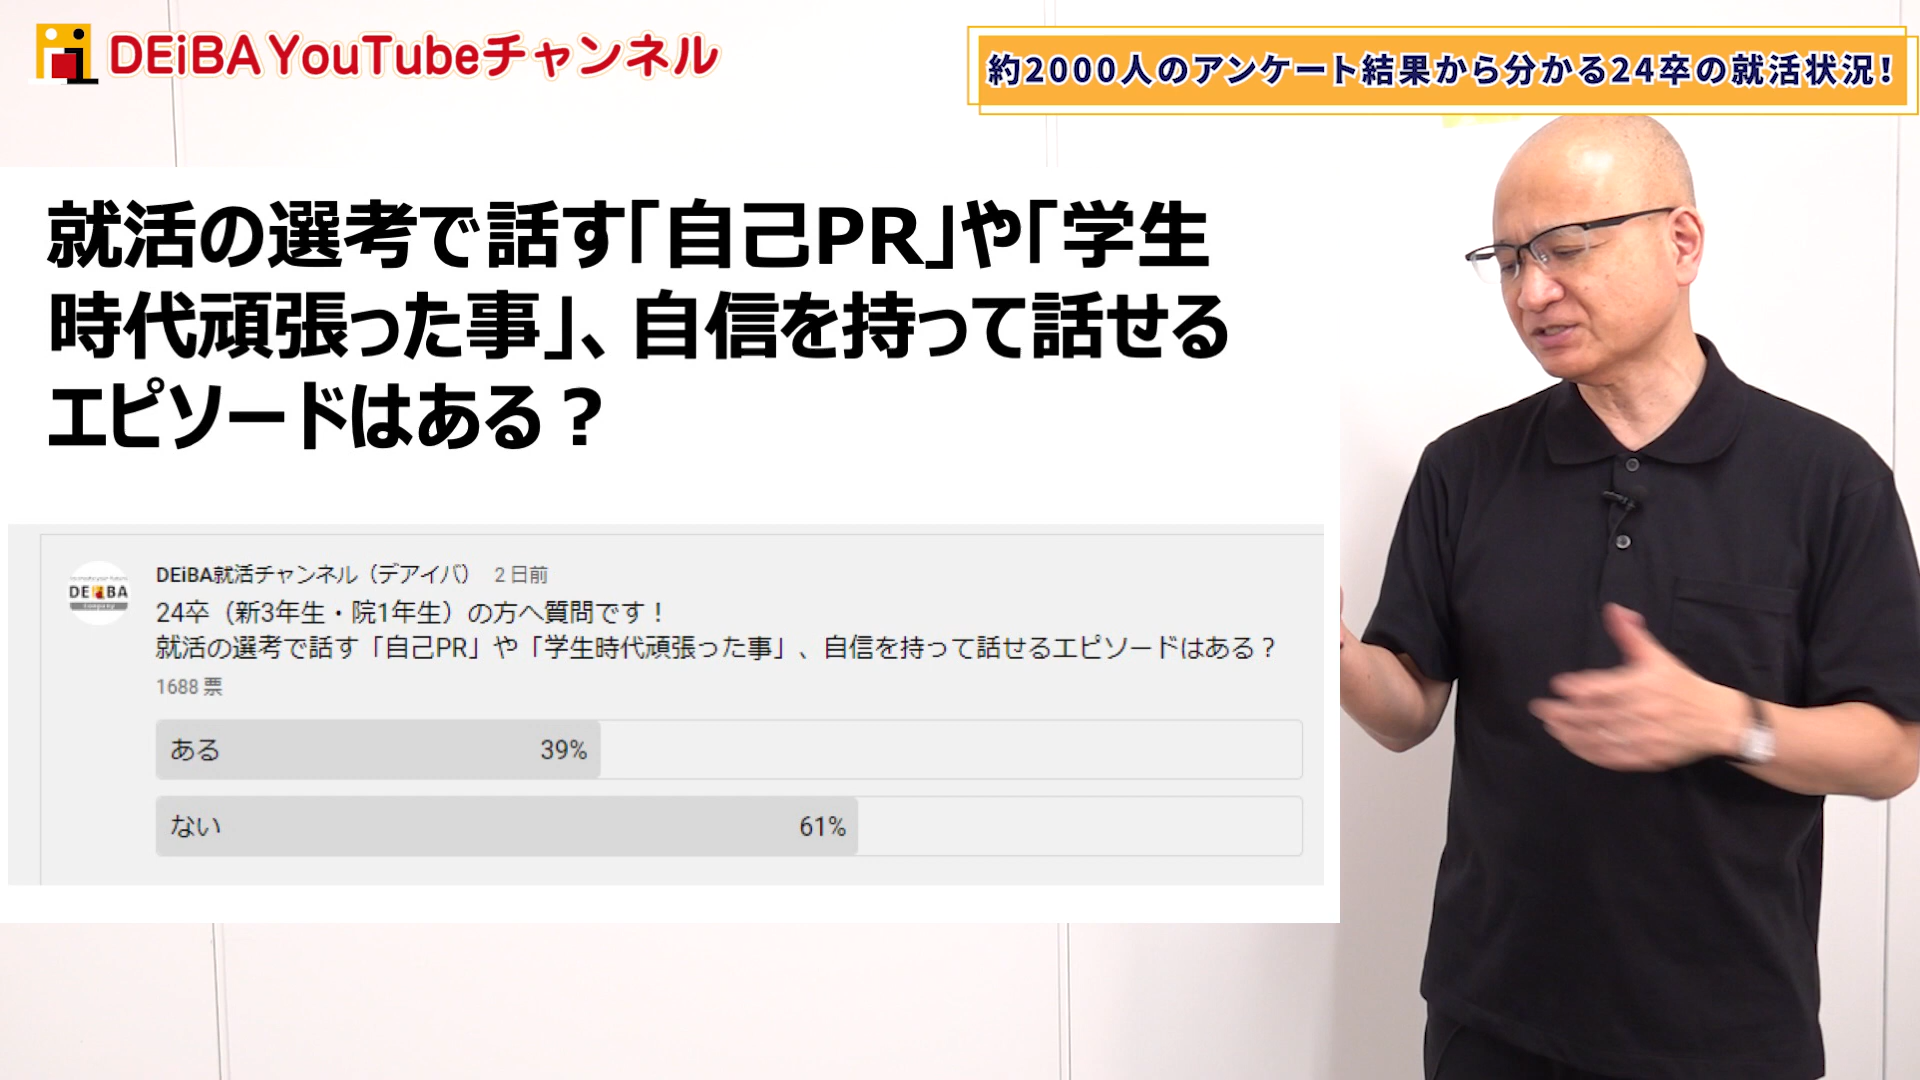 DEiBA YouTubeチャンネル
約2000人のアンケート結果から分かる24卒の就活状況！
就活の選考で話す「自己PR」や「学生
時代頑張った事」、自信を持って話せる
エピソードはある？
DEiBA
Company
DEiBA就活チャンネル（デアイバ） 2 日前
24卒（新3年生・院1年生）の方へ質問です！
就活の選考で話す「自己PR」や「学生時代頑張った事」、自信を持って話せるエピソードはある？
1688 票
ある 39%
ない 61%